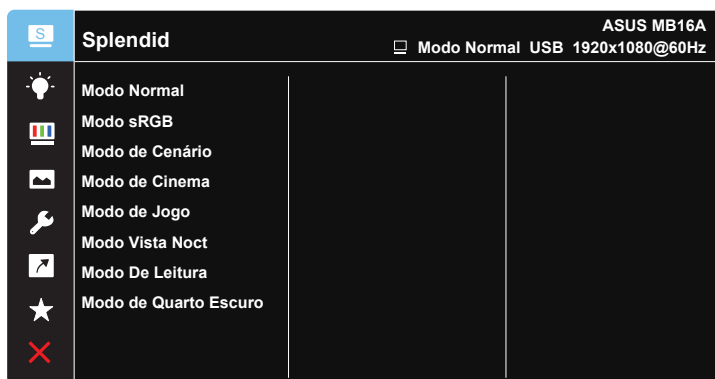 S
Splendid
ASUS MB16A
Modo Normal USB 1920x1080@60Hz
Modo Normal
Modo sRGB
Modo de Cenário
Modo de Cinema
Modo de Jogo
Modo Vista Noct
Modo De Leitura
Modo de Quarto Escuro